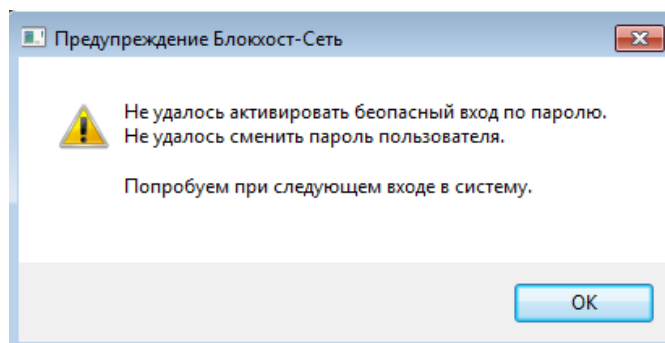 Предупреждение Блокхост-Сеть
Не удалось активировать беопасный вход по паролю.
Не удалось сменить пароль пользователя.
Попробуем при следующем входе в систему.
ОК